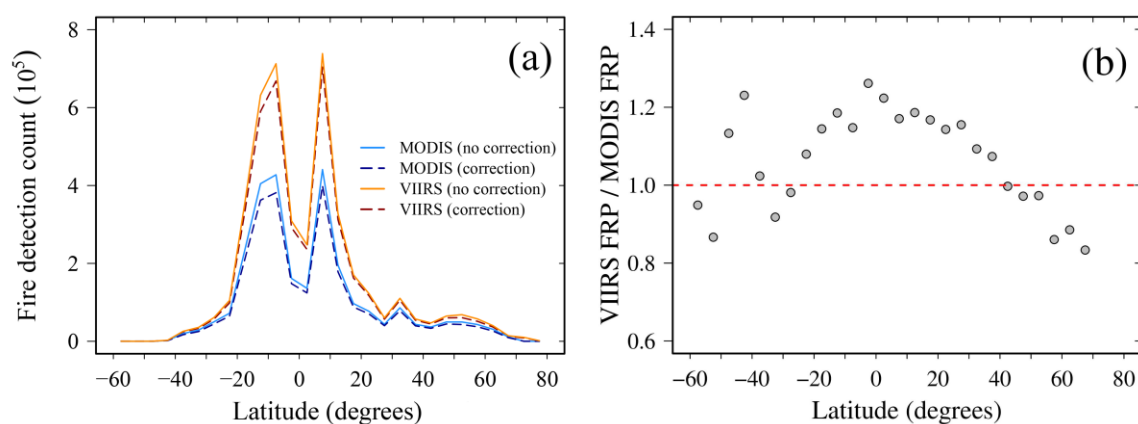 (a)
Fire detection count (10⁵)
8
6
4
2
0
MODIS (no correction)
MODIS (correction)
VIIRS (no correction)
VIIRS (correction)
−60 −40 −20 0 20 40 60 80
Latitude (degrees)
(b)
VIIRS FRP / MODIS FRP
1.4
1.2
1.0
0.8
0.6
−60 −40 −20 0 20 40 60 80
Latitude (degrees)